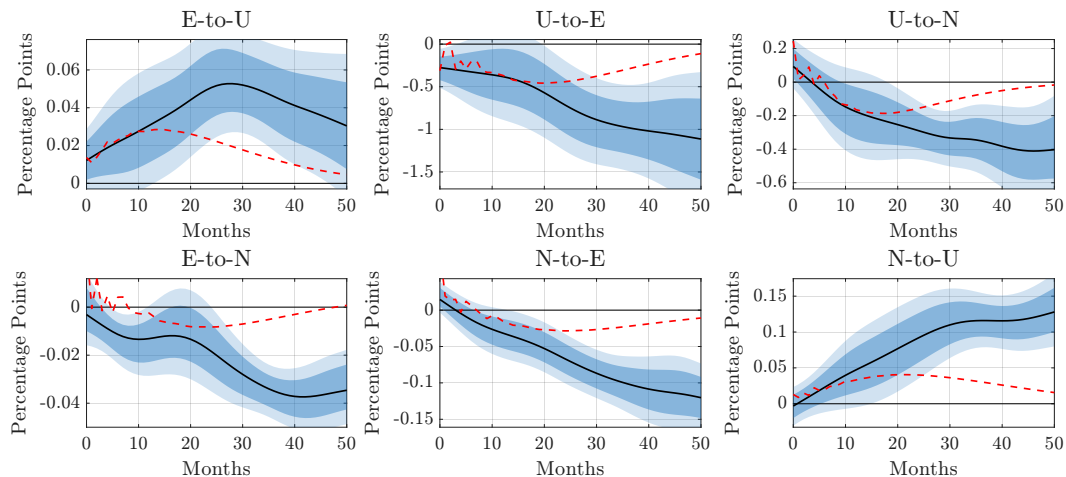 E-to-U
Percentage Points
0.06
0.04
0.02
0
0 10 20 30 40 50
Months
U-to-E
Percentage Points
0
-0.5
-1
-1.5
0 10 20 30 40 50
Months
U-to-N
Percentage Points
0.2
0
-0.2
-0.4
-0.6
0 10 20 30 40 50
Months
E-to-N
Percentage Points
0
-0.02
-0.04
0 10 20 30 40 50
Months
N-to-E
Percentage Points
0
-0.05
-0.1
-0.15
0 10 20 30 40 50
Months
N-to-U
Percentage Points
0.15
0.1
0.05
0
0 10 20 30 40 50
Months